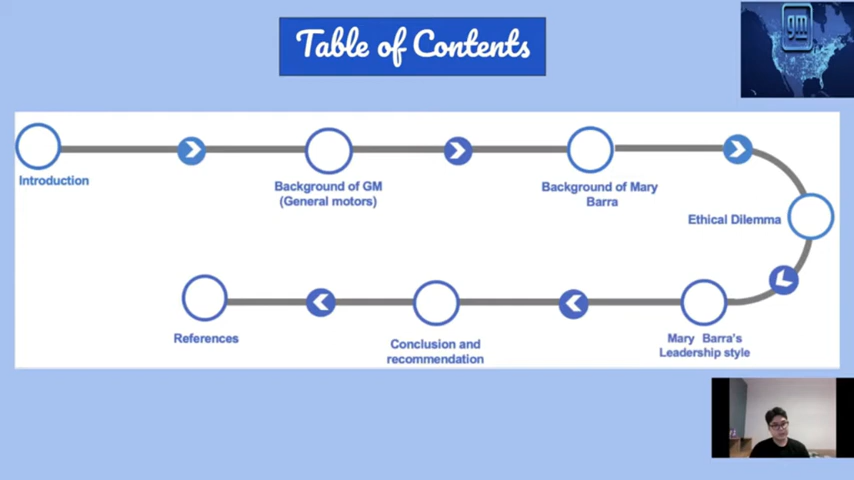 Table of Contents
gm
Introduction
Background of GM
(General motors)
Background of Mary
Barra
Ethical Dilemma
Mary Barra's
Leadership style
Conclusion and
recommendation
References